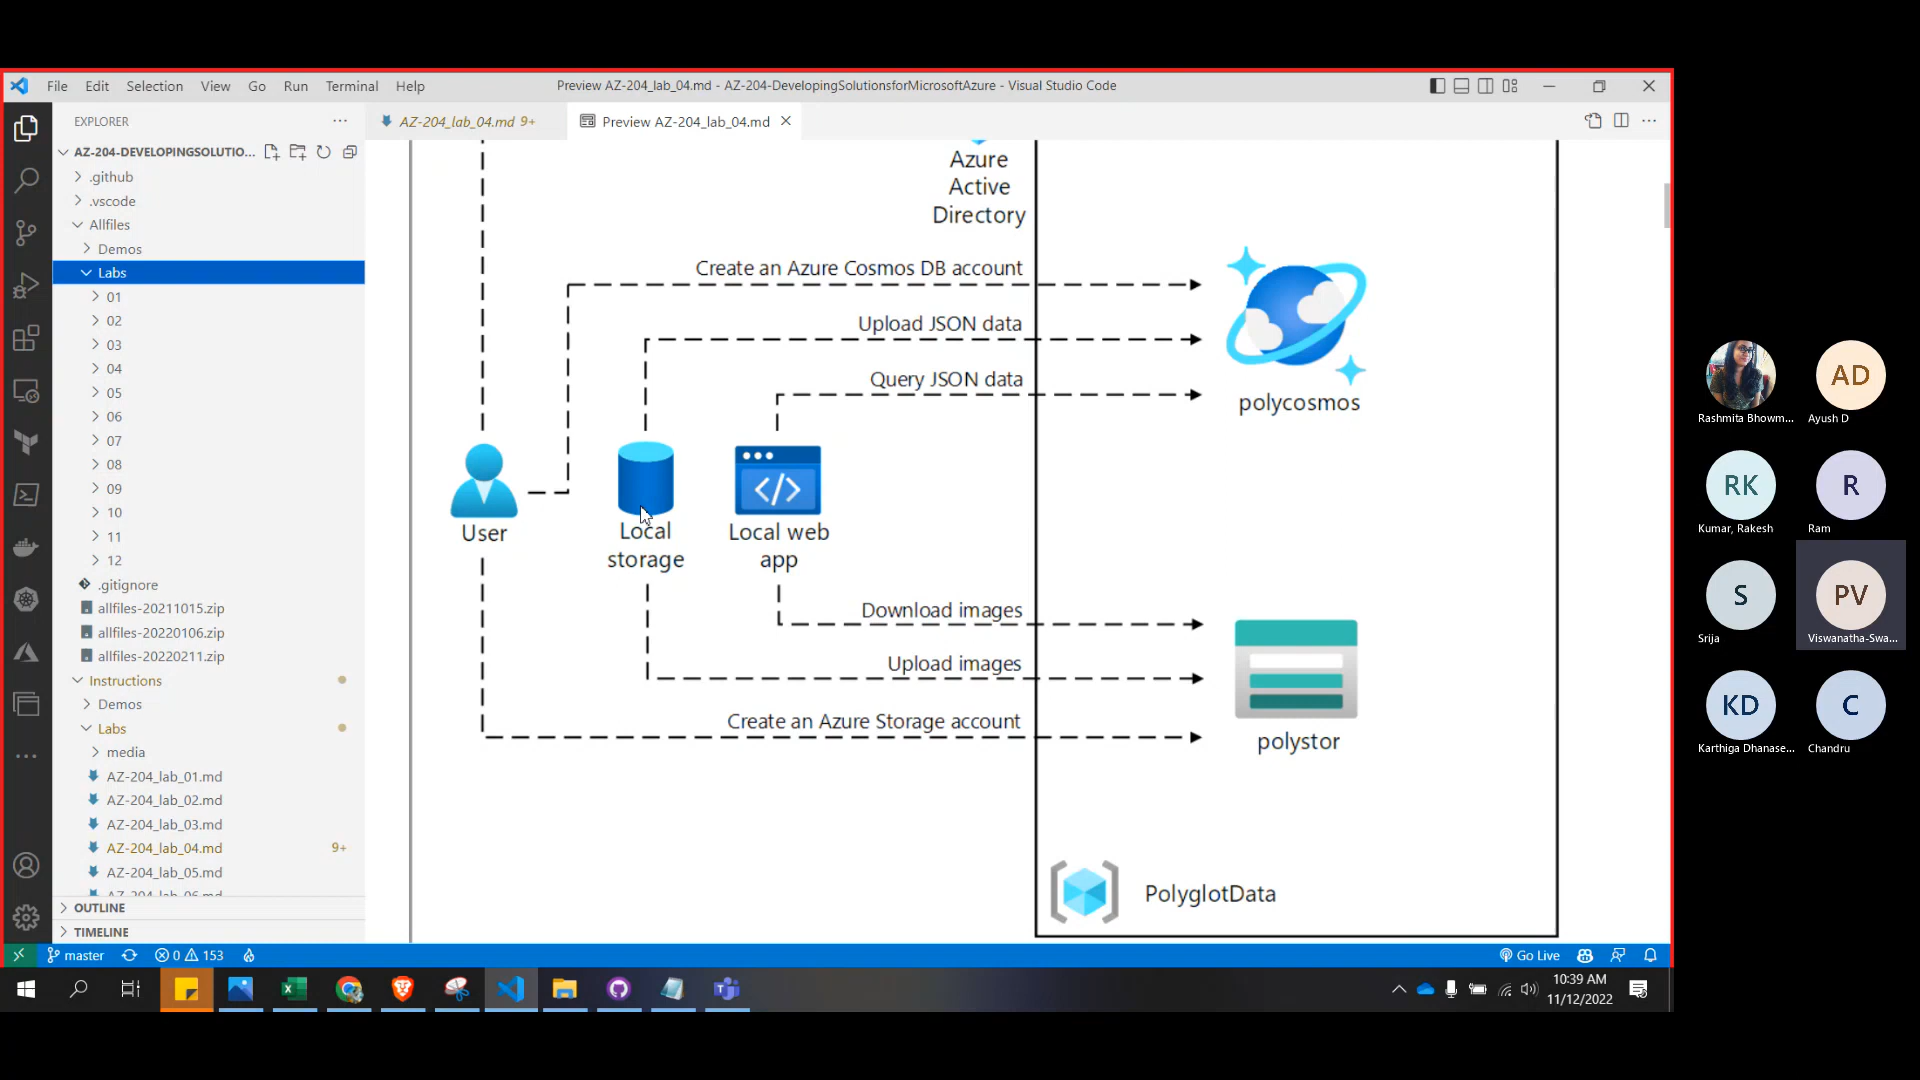 File Edit Selection View Go Run Terminal Help
Preview AZ-204_lab_04.md - AZ-204-DevelopingSolutionsforMicrosoftAzure - Visual Studio Code
EXPLORER
AZ-204_lab_04.md 9+
Preview AZ-204_lab_04.md
AZ-204-DEVELOPINGSOLUTIO...
.github
.vscode
Allfiles
Demos
Labs
01
02
03
04
05
06
07
08
09
10
11
12
.gitignore
allfiles-20211015.zip
allfiles-20220106.zip
allfiles-20220211.zip
Instructions
Demos
Labs
media
AZ-204_lab_01.md
AZ-204_lab_02.md
AZ-204_lab_03.md
AZ-204_lab_04.md 9+
AZ-204_lab_05.md
AZ-204_lab_06.md
OUTLINE
TIMELINE
Azure
Active
Directory
Create an Azure Cosmos DB account
Upload JSON data
Query JSON data
polycosmos
User
Local
storage
Local web
app
Download images
Upload images
Create an Azure Storage account
polystor
PolyglotData
master
0 153
Go Live
10:39 AM
11/12/2022
Rashmita Bhowm...
AD
Ayush D
RK
Kumar, Rakesh
R
Ram
S
Srija
PV
Viswanatha-Swa...
KD
Karthiga Dhanase...
C
Chandru